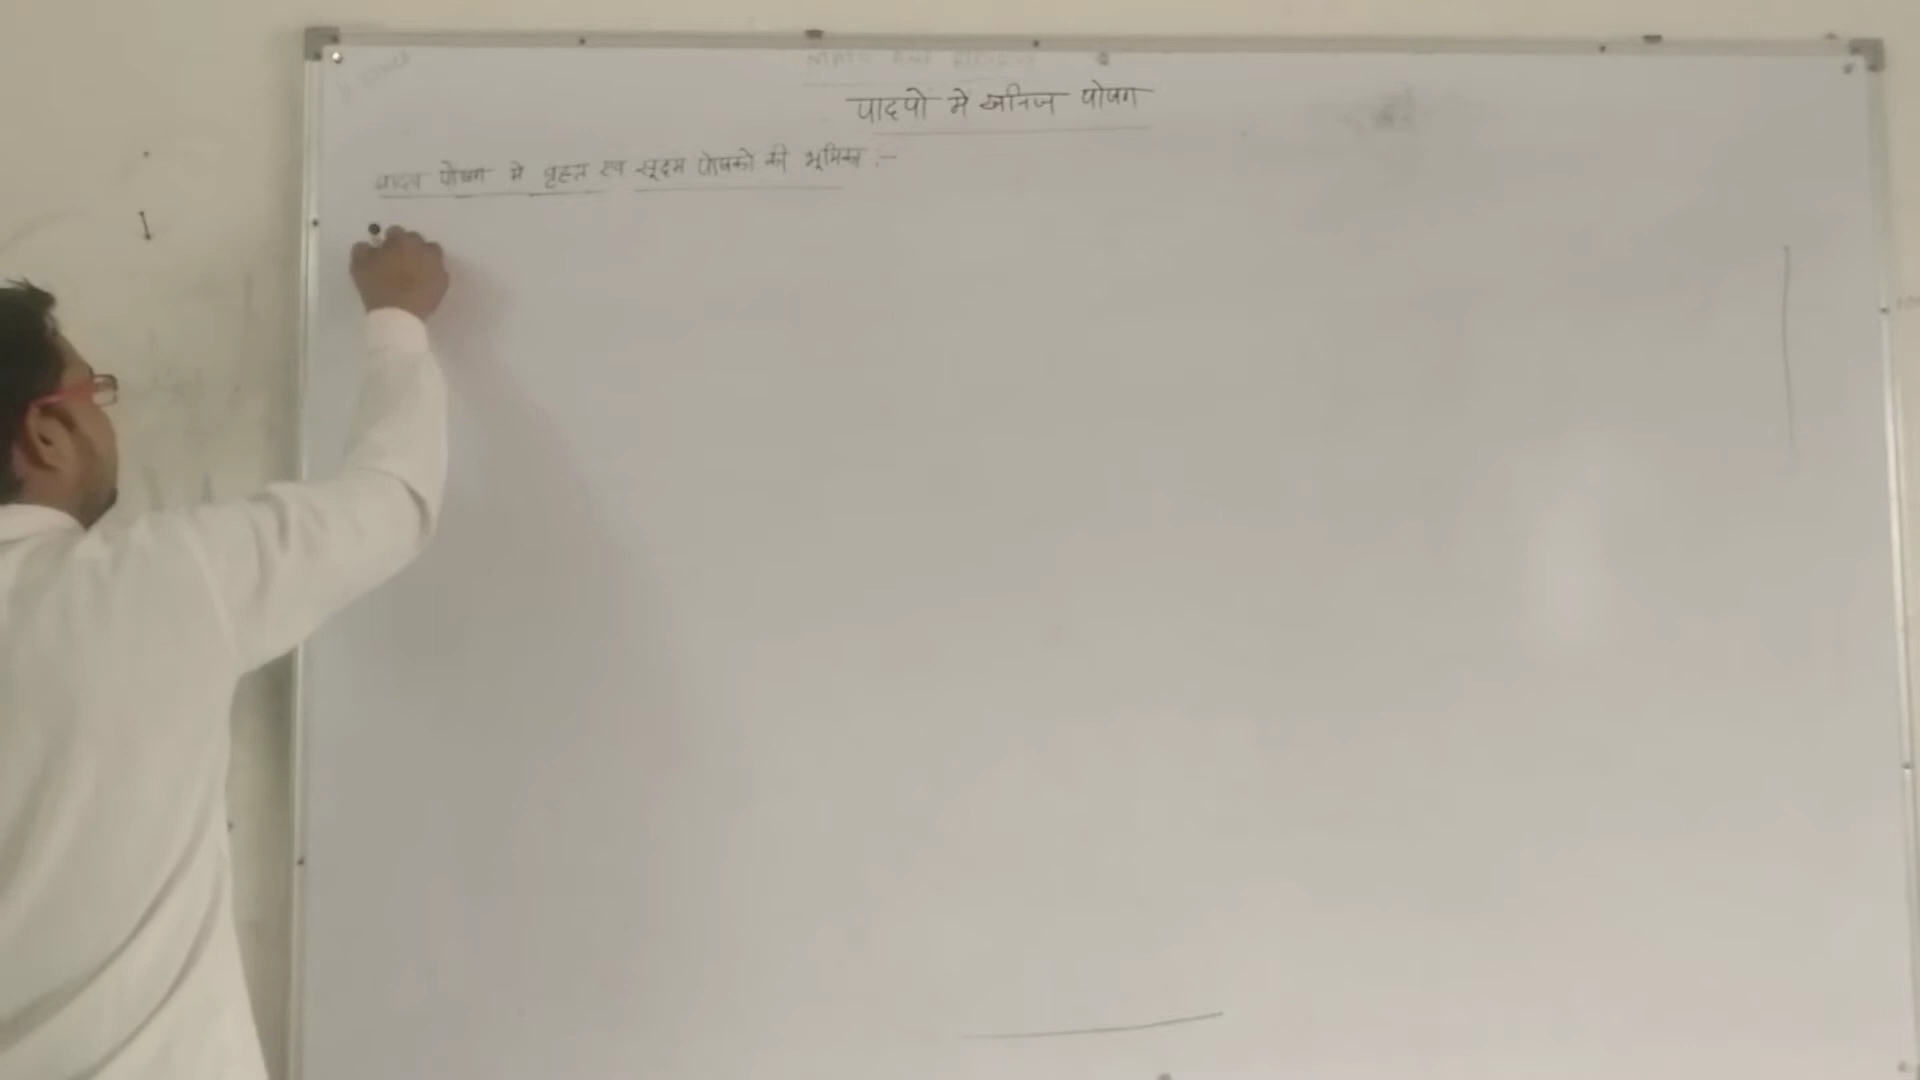 पादपो मे खनिज पोषण
पादप पोषण मे वृहत एवं सूक्ष्म पोषको की भूमिका :-